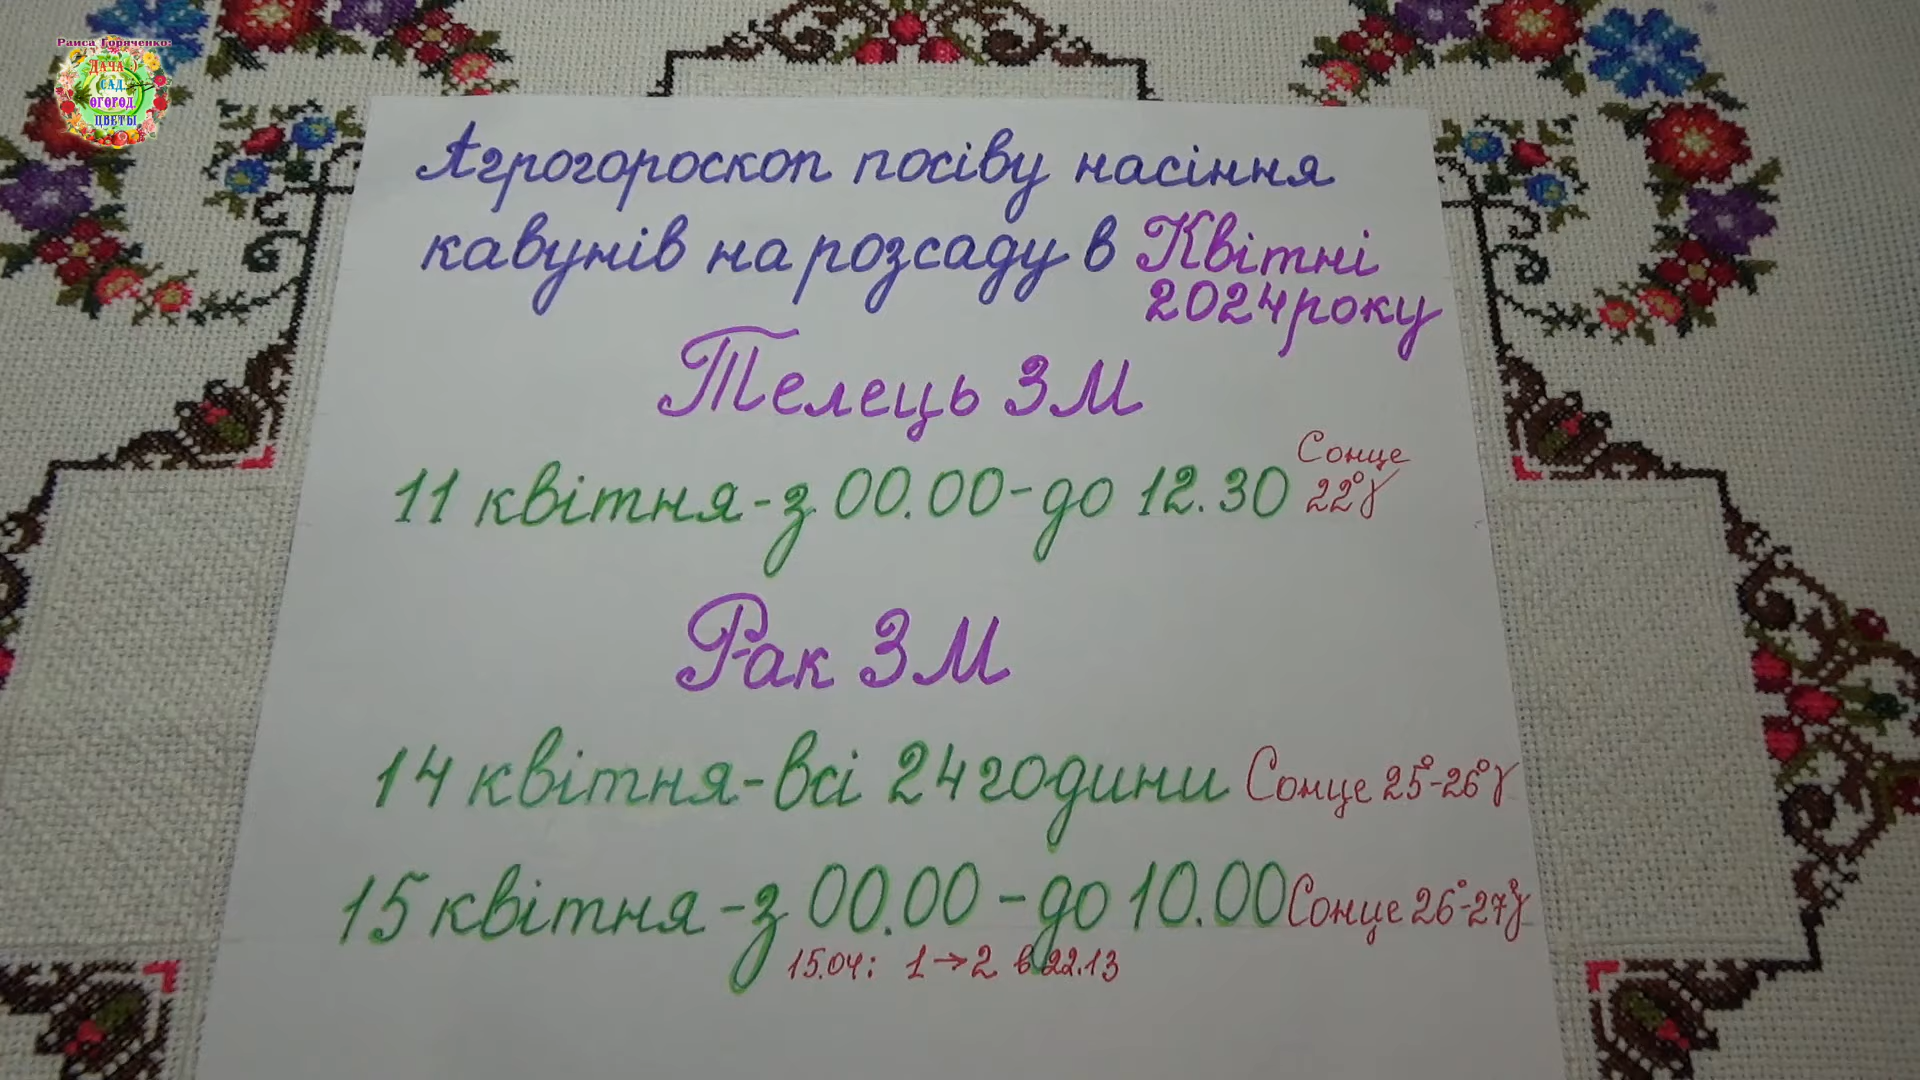 Раиса Горяченко:
Дача :)
сад,
огород,
цветы
Агрогороскоп посіву насіння
кавунів на розсаду в Квітні
2024 року
Телець ЗМ
Сонце
11 квітня - з 00.00 - до 12.30 22°♈
Рак ЗМ
14 квітня - всі 24 години Сонце 25°-26°♈
15 квітня - з 00.00 - до 10.00 Сонце 26°-27°♈
15.04: 1→2 в 22.13